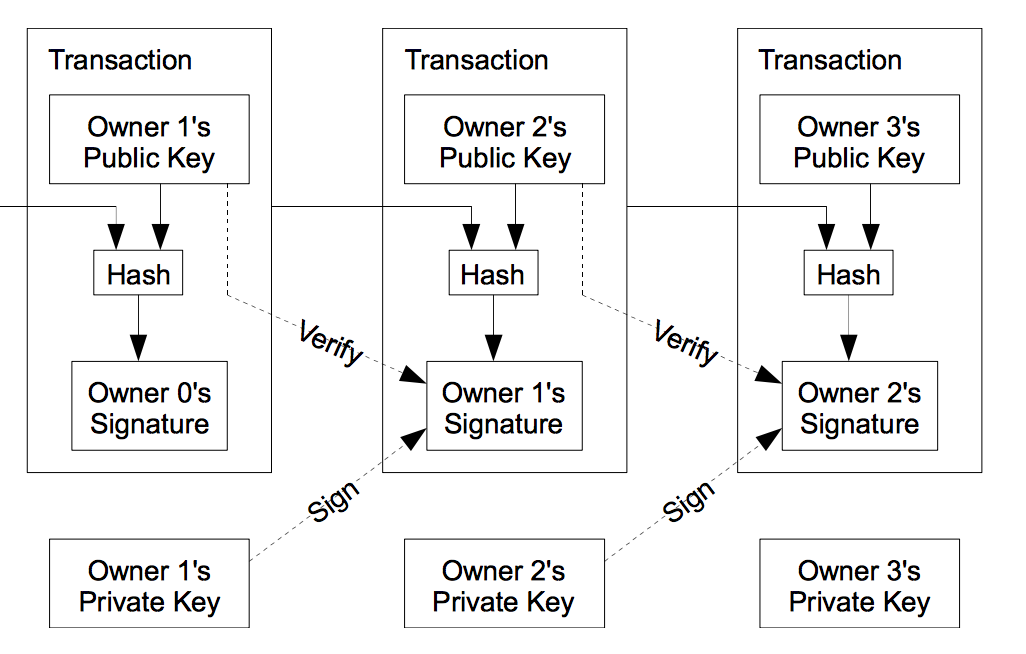 Transaction
Owner 1's
Public Key
Hash
Owner 0's
Signature
Transaction
Owner 2's
Public Key
Hash
Verify
Owner 1's
Signature
Sign
Transaction
Owner 3's
Public Key
Hash
Verify
Owner 2's
Signature
Sign
Owner 1's
Private Key
Owner 2's
Private Key
Owner 3's
Private Key